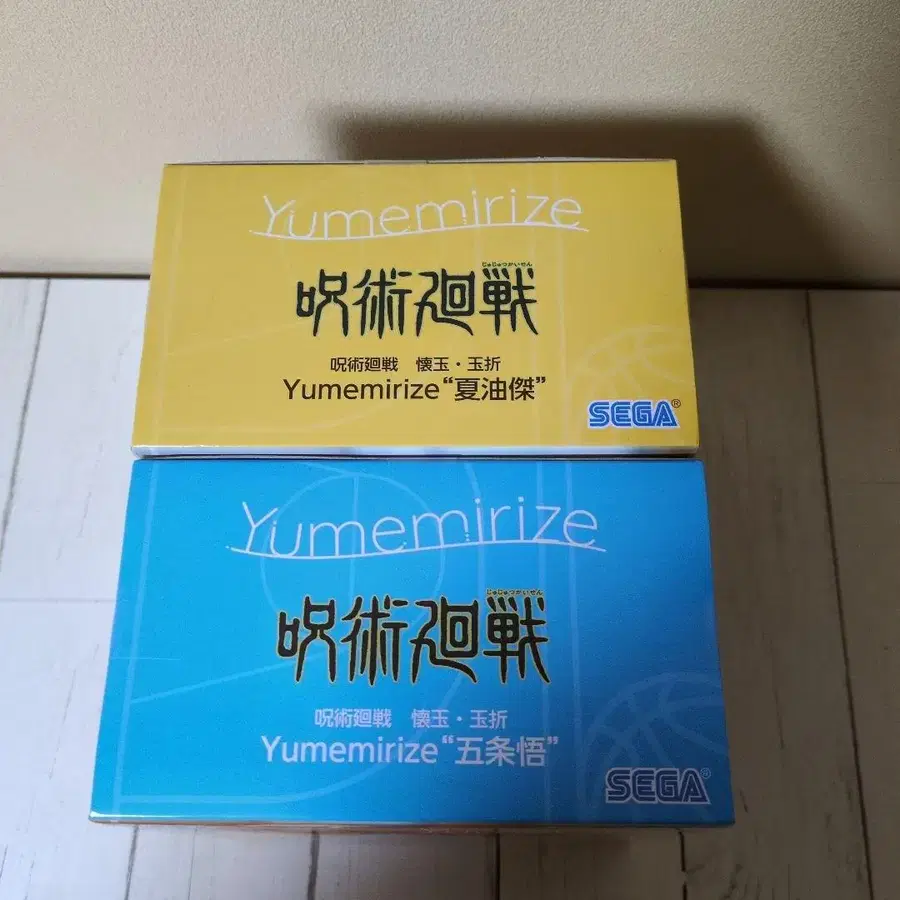 Yumemirize
じゅじゅつかいせん
呪術廻戦
呪術廻戦 懐玉・玉折
Yumemirize“夏油傑”
SEGA®
Yumemirize
じゅじゅつかいせん
呪術廻戦
呪術廻戦 懐玉・玉折
Yumemirize“五条悟”
SEGA®